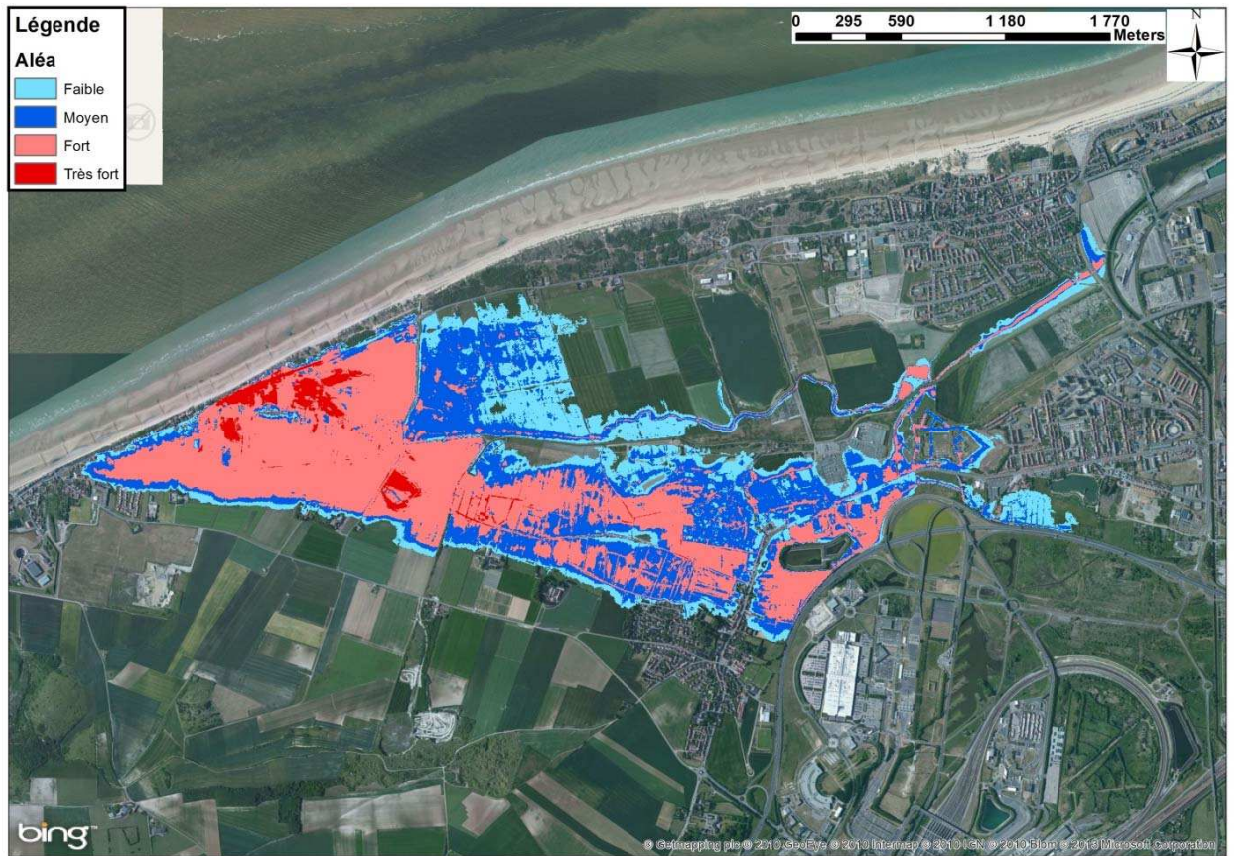 Légende
Aléa
Faible
Moyen
Fort
Très fort
0 295 590 1 180 1 770
Meters
N
bing™
© Getmapping plc © 2010 GeoEye © 2010 Intermap © 2010 IGN © 2010 Blom © 2013 Microsoft Corporation